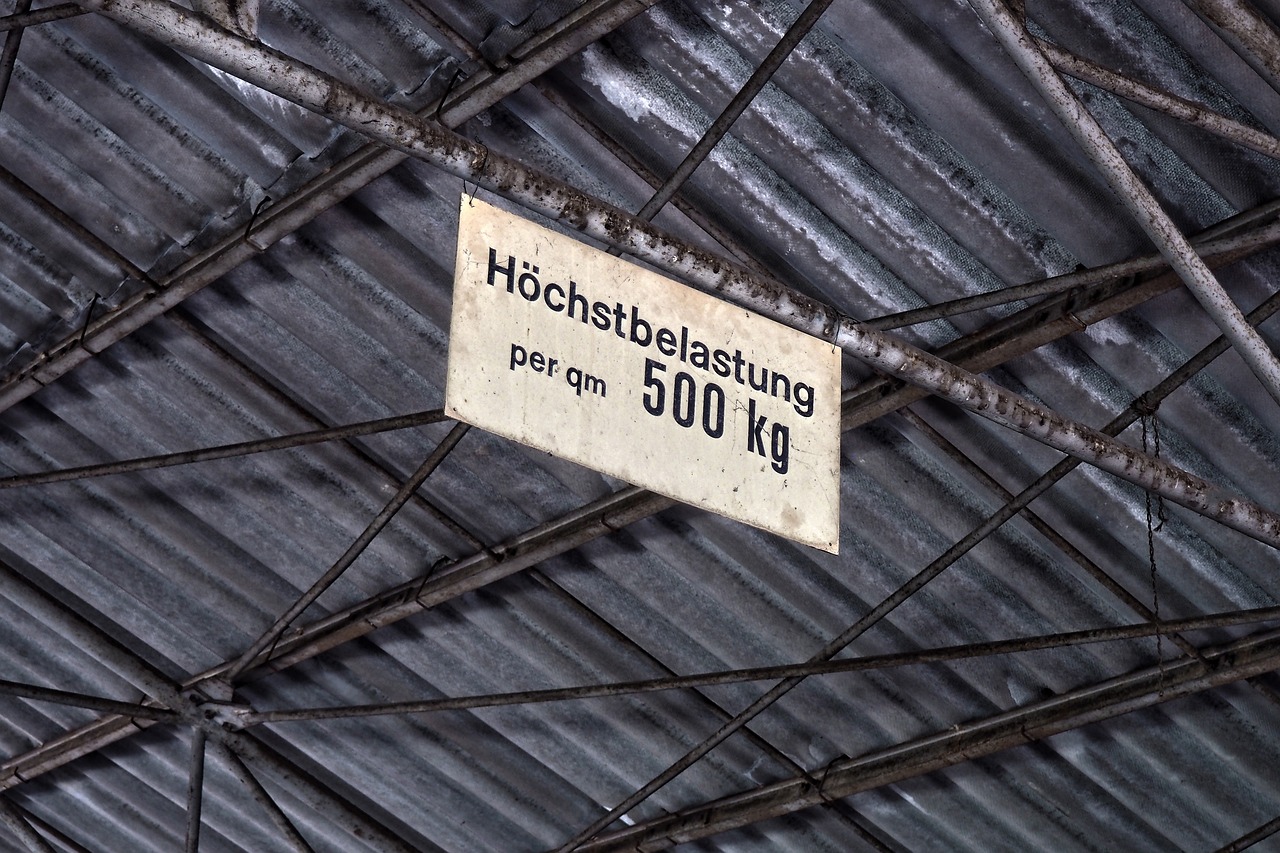 Höchstbelastung
per qm 500 kg